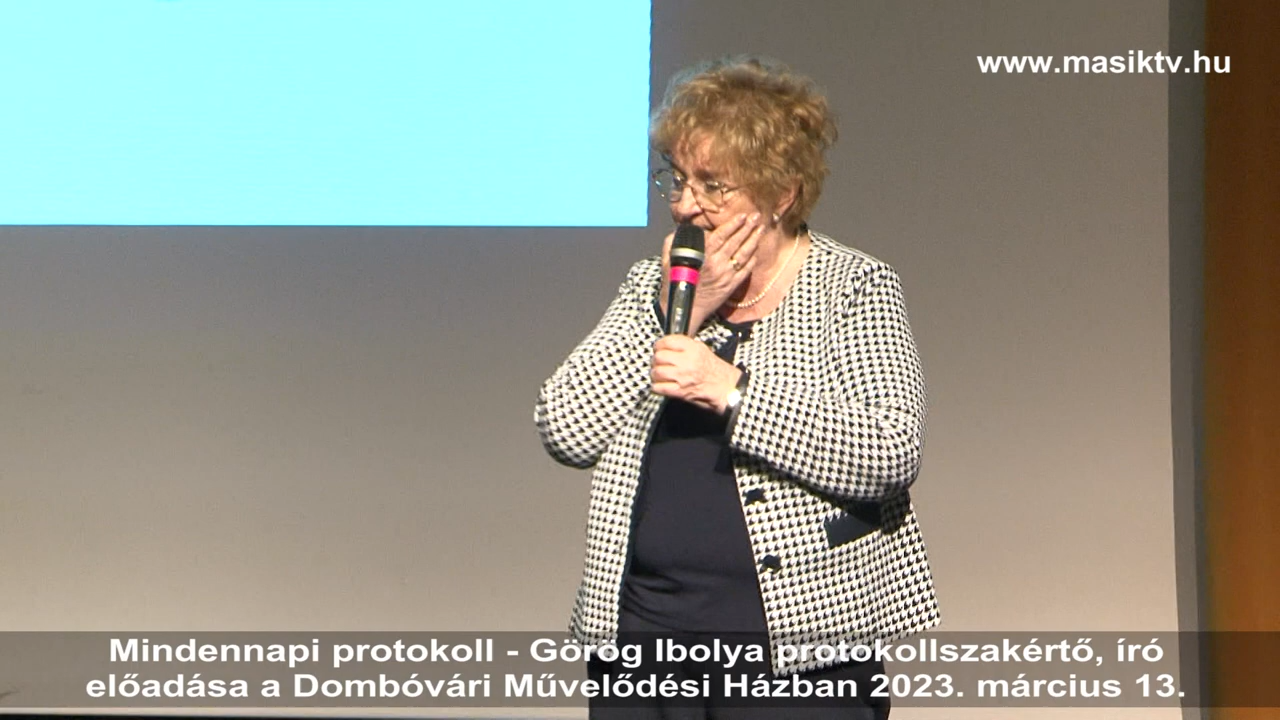 www.masiktv.hu
Mindennapi protokoll - Görög Ibolya protokollszakértő, író
előadása a Dombóvári Művelődési Házban 2023. március 13.